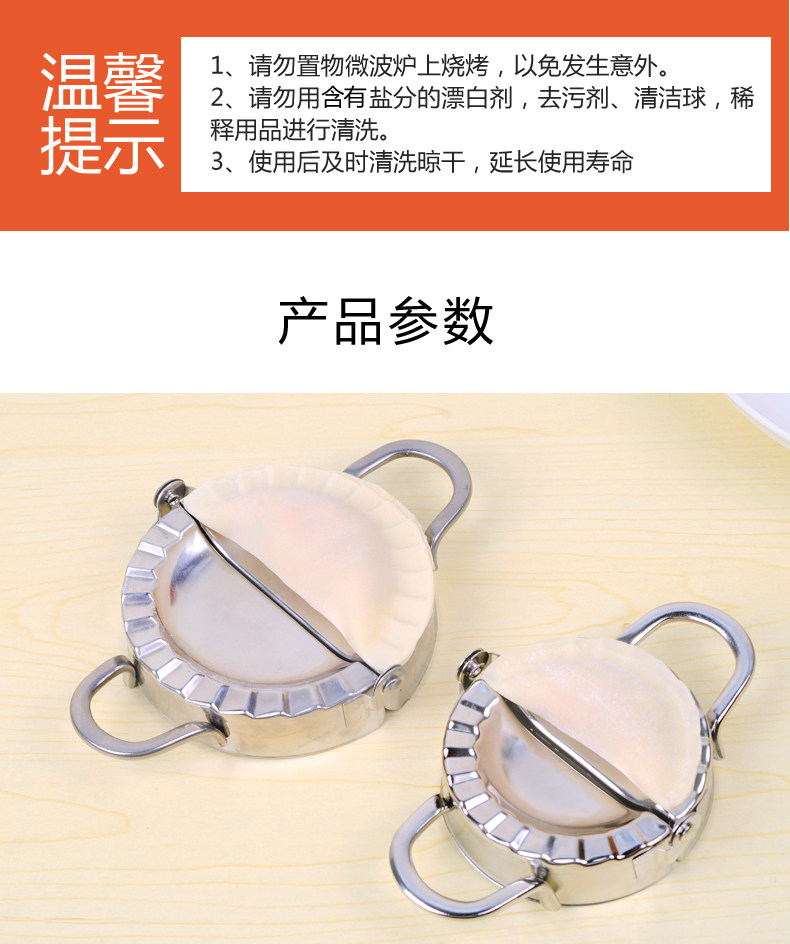 温馨
提示
1、请勿置物微波炉上烧烤，以免发生意外。
2、请勿用含有盐分的漂白剂，去污剂、清洁球，稀
释用品进行清洗。
3、使用后及时清洗晾干，延长使用寿命
产品参数